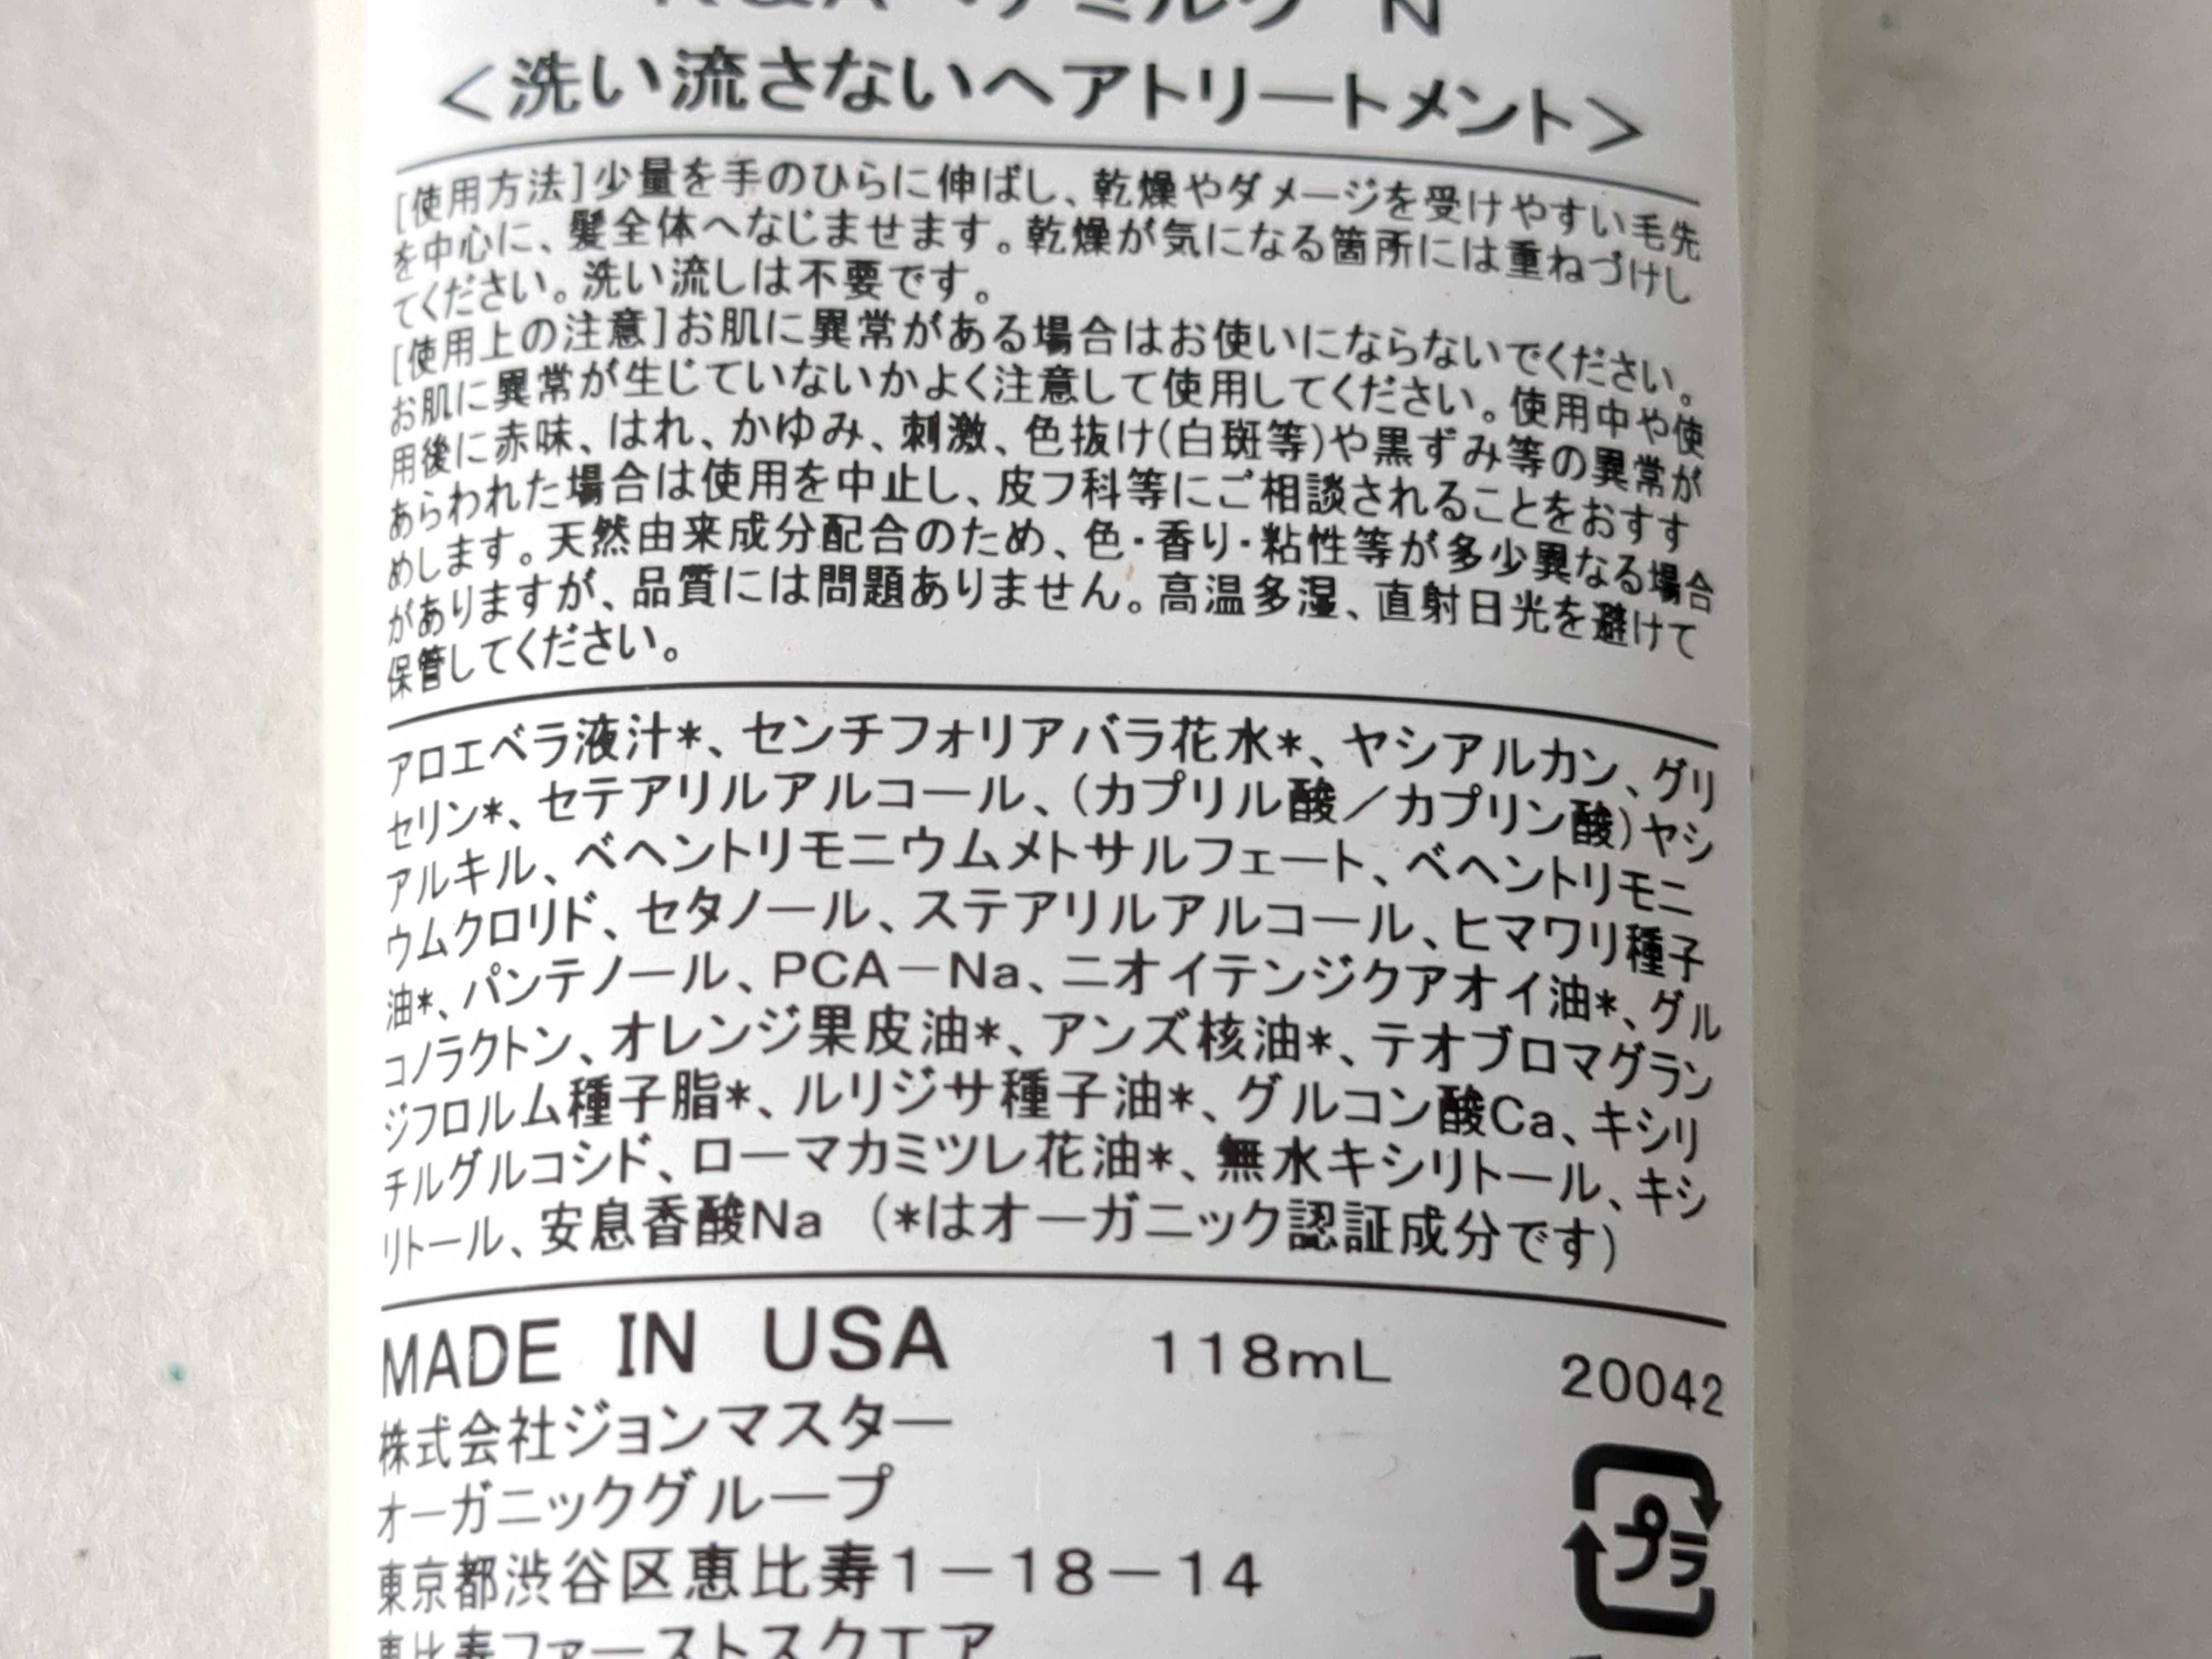 R&Aヘアミルク N
＜洗い流さないヘアトリートメント＞
[使用方法]少量を手のひらに伸ばし、乾燥やダメージを受けやすい毛先
を中心に、髪全体へなじませます。乾燥が気になる箇所には重ねづけし
てください。洗い流しは不要です。
[使用上の注意]お肌に異常がある場合はお使いにならないでください。
お肌に異常が生じていないかよく注意して使用してください。使用中や使
用後に赤味、はれ、かゆみ、刺激、色抜け(白斑等)や黒ずみ等の異常が
あらわれた場合は使用を中止し、皮フ科等にご相談されることをおすす
めします。天然由来成分配合のため、色・香り・粘性等が多少異なる場合
がありますが、品質には問題ありません。高温多湿、直射日光を避けて
保管してください。
アロエベラ液汁*、センチフォリアバラ花水*、ヤシアルカン、グリ
セリン*、セテアリルアルコール、(カプリル酸／カプリン酸)ヤシ
アルキル、ベヘントリモニウムメトサルフェート、ベヘントリモニ
ウムクロリド、セタノール、ステアリルアルコール、ヒマワリ種子
油*、パンテノール、PCA－Na、ニオイテンジクアオイ油*、グル
コノラクトン、オレンジ果皮油*、アンズ核油*、テオブロマグラン
ジフロルム種子脂*、ルリジサ種子油*、グルコン酸Ca、キシリ
チルグルコシド、ローマカミツレ花油*、無水キシリトール、キシ
リトール、安息香酸Na （*はオーガニック認証成分です）
MADE IN USA 118mL 20042
株式会社ジョンマスター
オーガニックグループ
東京都渋谷区恵比寿1－18－14
恵比寿ファーストスクエア
プラ